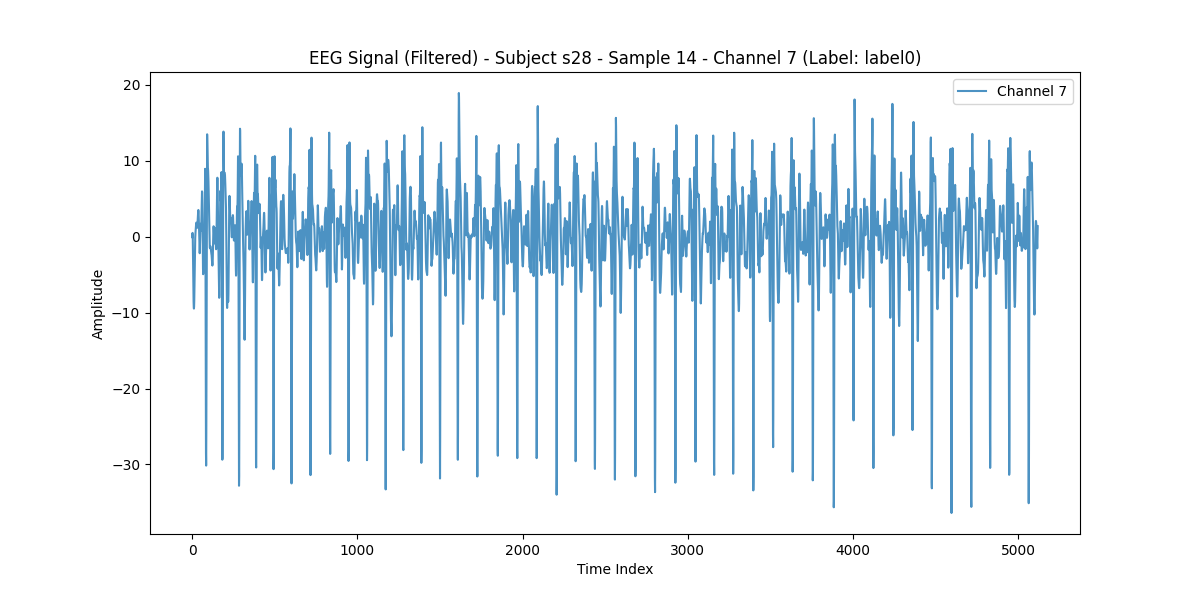 EEG Signal (Filtered) - Subject s28 - Sample 14 - Channel 7 (Label: label0)
Channel 7
20
10
0
−10
−20
−30
Amplitude
0 1000 2000 3000 4000 5000
Time Index